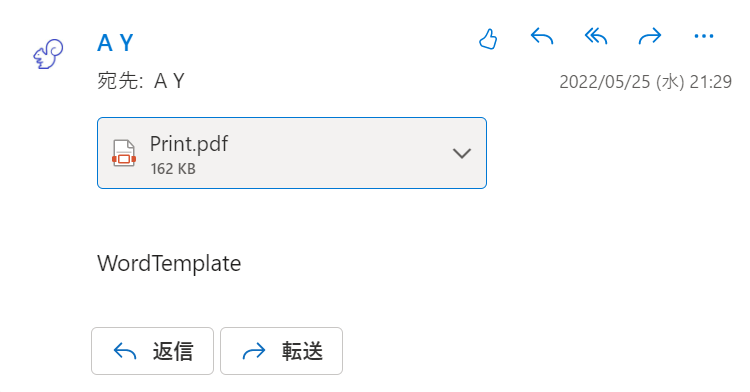 A Y
宛先: A Y
2022/05/25 (水) 21:29
Print.pdf
162 KB
WordTemplate
返信
転送